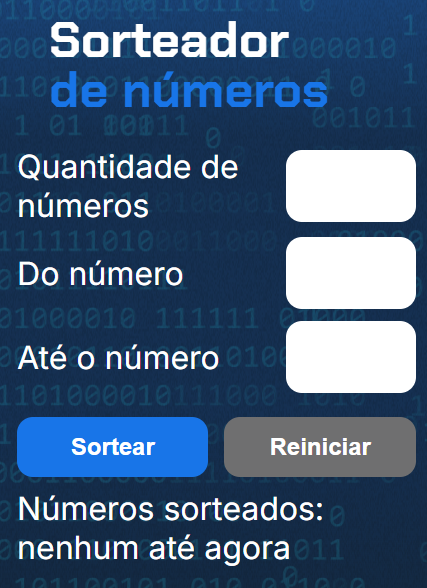 Sorteador
de números
Quantidade de
números
Do número
Até o número
Sortear Reiniciar
Números sorteados:
nenhum até agora